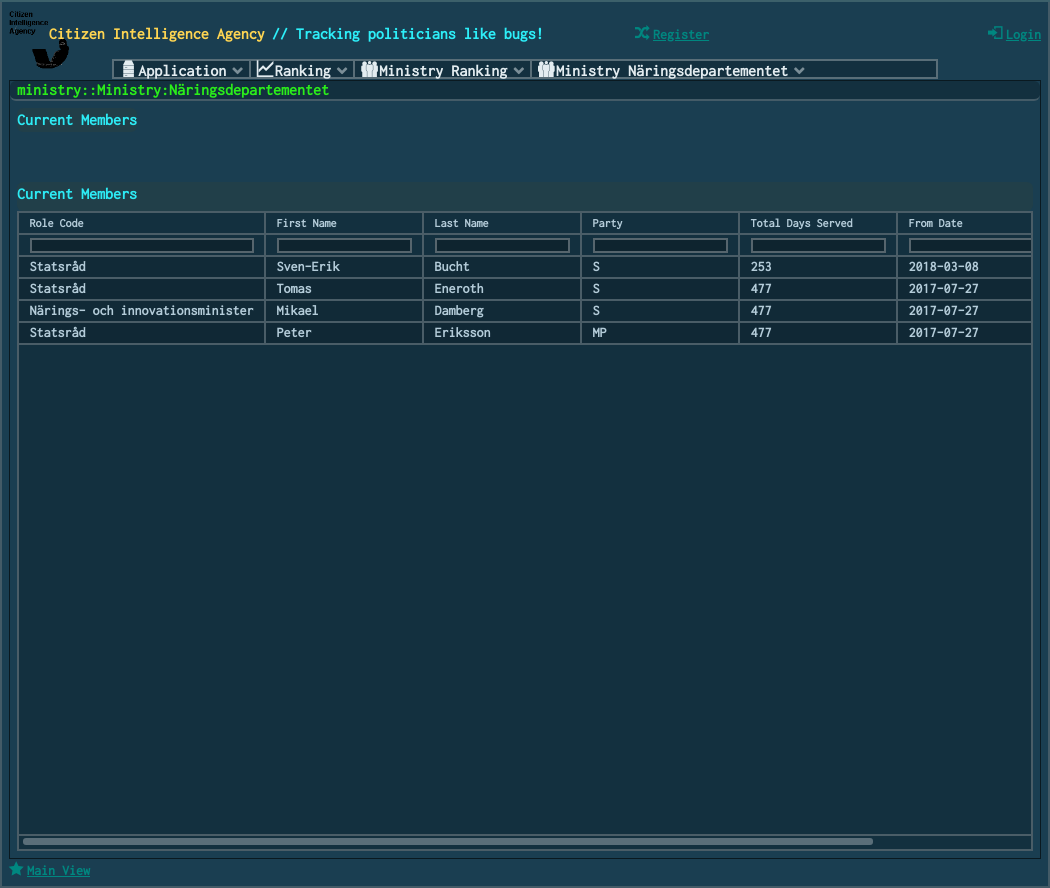 Citizen
Intelligence
Agency
Citizen Intelligence Agency // Tracking politicians like bugs!
Register
Login
Application
Ranking
Ministry Ranking
Ministry Näringsdepartementet
ministry::Ministry:Näringsdepartementet
Current Members
Current Members
Role Code First Name Last Name Party Total Days Served From Date
Statsråd Sven-Erik Bucht S 253 2018-03-08
Statsråd Tomas Eneroth S 477 2017-07-27
Närings- och innovationsminister Mikael Damberg S 477 2017-07-27
Statsråd Peter Eriksson MP 477 2017-07-27
Main View